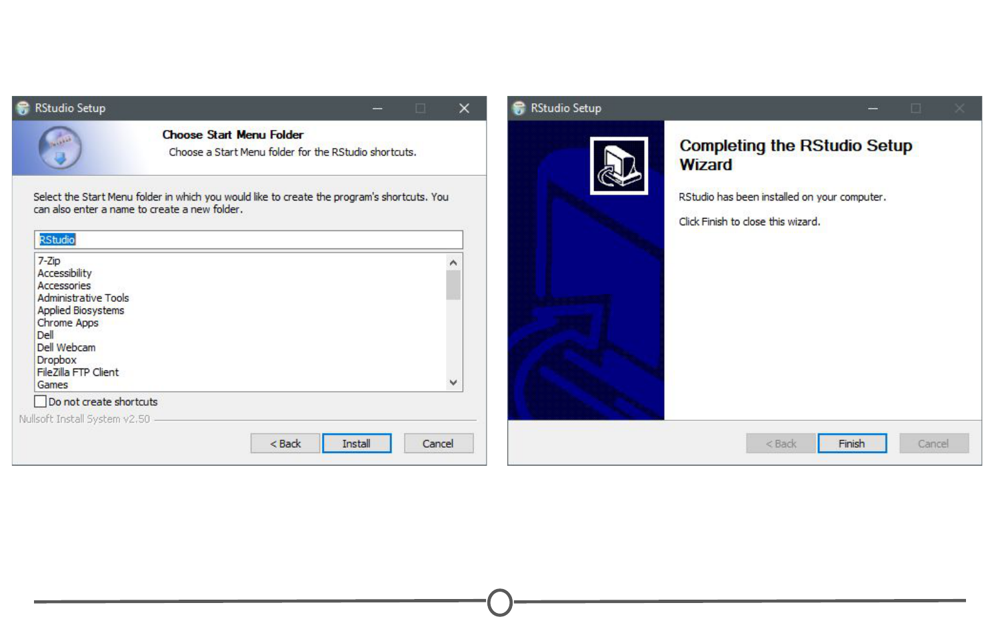 RStudio Setup
Choose Start Menu Folder
Choose a Start Menu folder for the RStudio shortcuts.
Select the Start Menu folder in which you would like to create the program's shortcuts. You
can also enter a name to create a new folder.
RStudio
7-Zip
Accessibility
Accessories
Administrative Tools
Applied Biosystems
Chrome Apps
Dell
Dell Webcam
Dropbox
FileZilla FTP Client
Games
Do not create shortcuts
Nullsoft Install System v2.50
< Back
Install
Cancel
RStudio Setup
Completing the RStudio Setup
Wizard
RStudio has been installed on your computer.
Click Finish to close this wizard.
< Back
Finish
Cancel